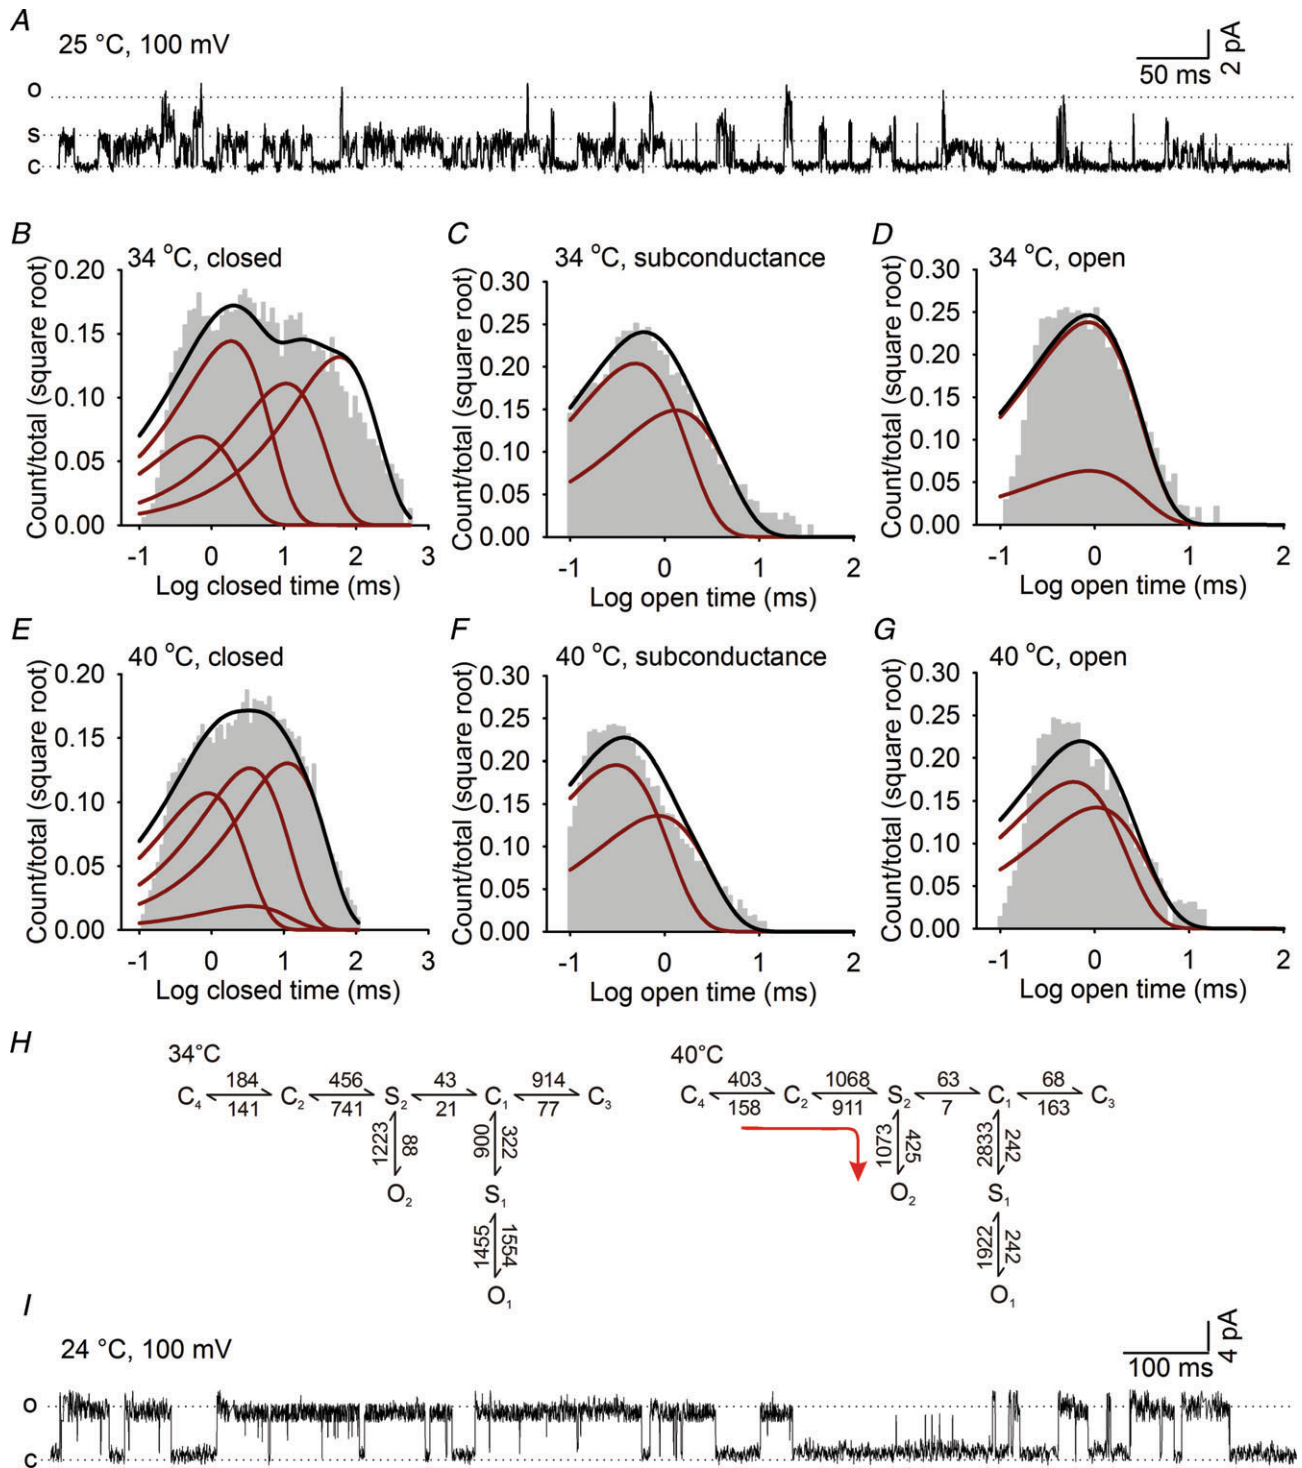 A
25 °C, 100 mV
50 ms
2 pA
o
s
c
B
34 °C, closed
Count/total (square root)
0.20
0.15
0.10
0.05
0.00
-1 0 1 2 3
Log closed time (ms)
C
34 °C, subconductance
Count/total (square root)
0.30
0.25
0.20
0.15
0.10
0.05
0.00
-1 0 1 2
Log open time (ms)
D
34 °C, open
Count/total (square root)
0.30
0.25
0.20
0.15
0.10
0.05
0.00
-1 0 1 2
Log open time (ms)
E
40 °C, closed
Count/total (square root)
0.20
0.15
0.10
0.05
0.00
-1 0 1 2 3
Log closed time (ms)
F
40 °C, subconductance
Count/total (square root)
0.30
0.25
0.20
0.15
0.10
0.05
0.00
-1 0 1 2
Log open time (ms)
G
40 °C, open
Count/total (square root)
0.30
0.25
0.20
0.15
0.10
0.05
0.00
-1 0 1 2
Log open time (ms)
H
34°C
184 456 43 914
C4 C2 S2 C1 C3
141 741 21 77
1223 88 900 322
O2 S1
1455 1554
O1
40°C
403 1068 63 68
C4 C2 S2 C1 C3
158 911 7 163
1073 425 2833 242
O2 S1
1922 242
O1
I
24 °C, 100 mV
100 ms
4 pA
o
c